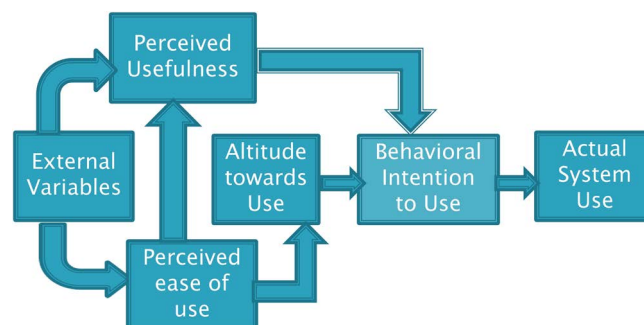 Perceived
Usefulness
External
Variables
Altitude
towards
Use
Behavioral
Intention
to Use
Actual
System
Use
Perceived
ease of
use